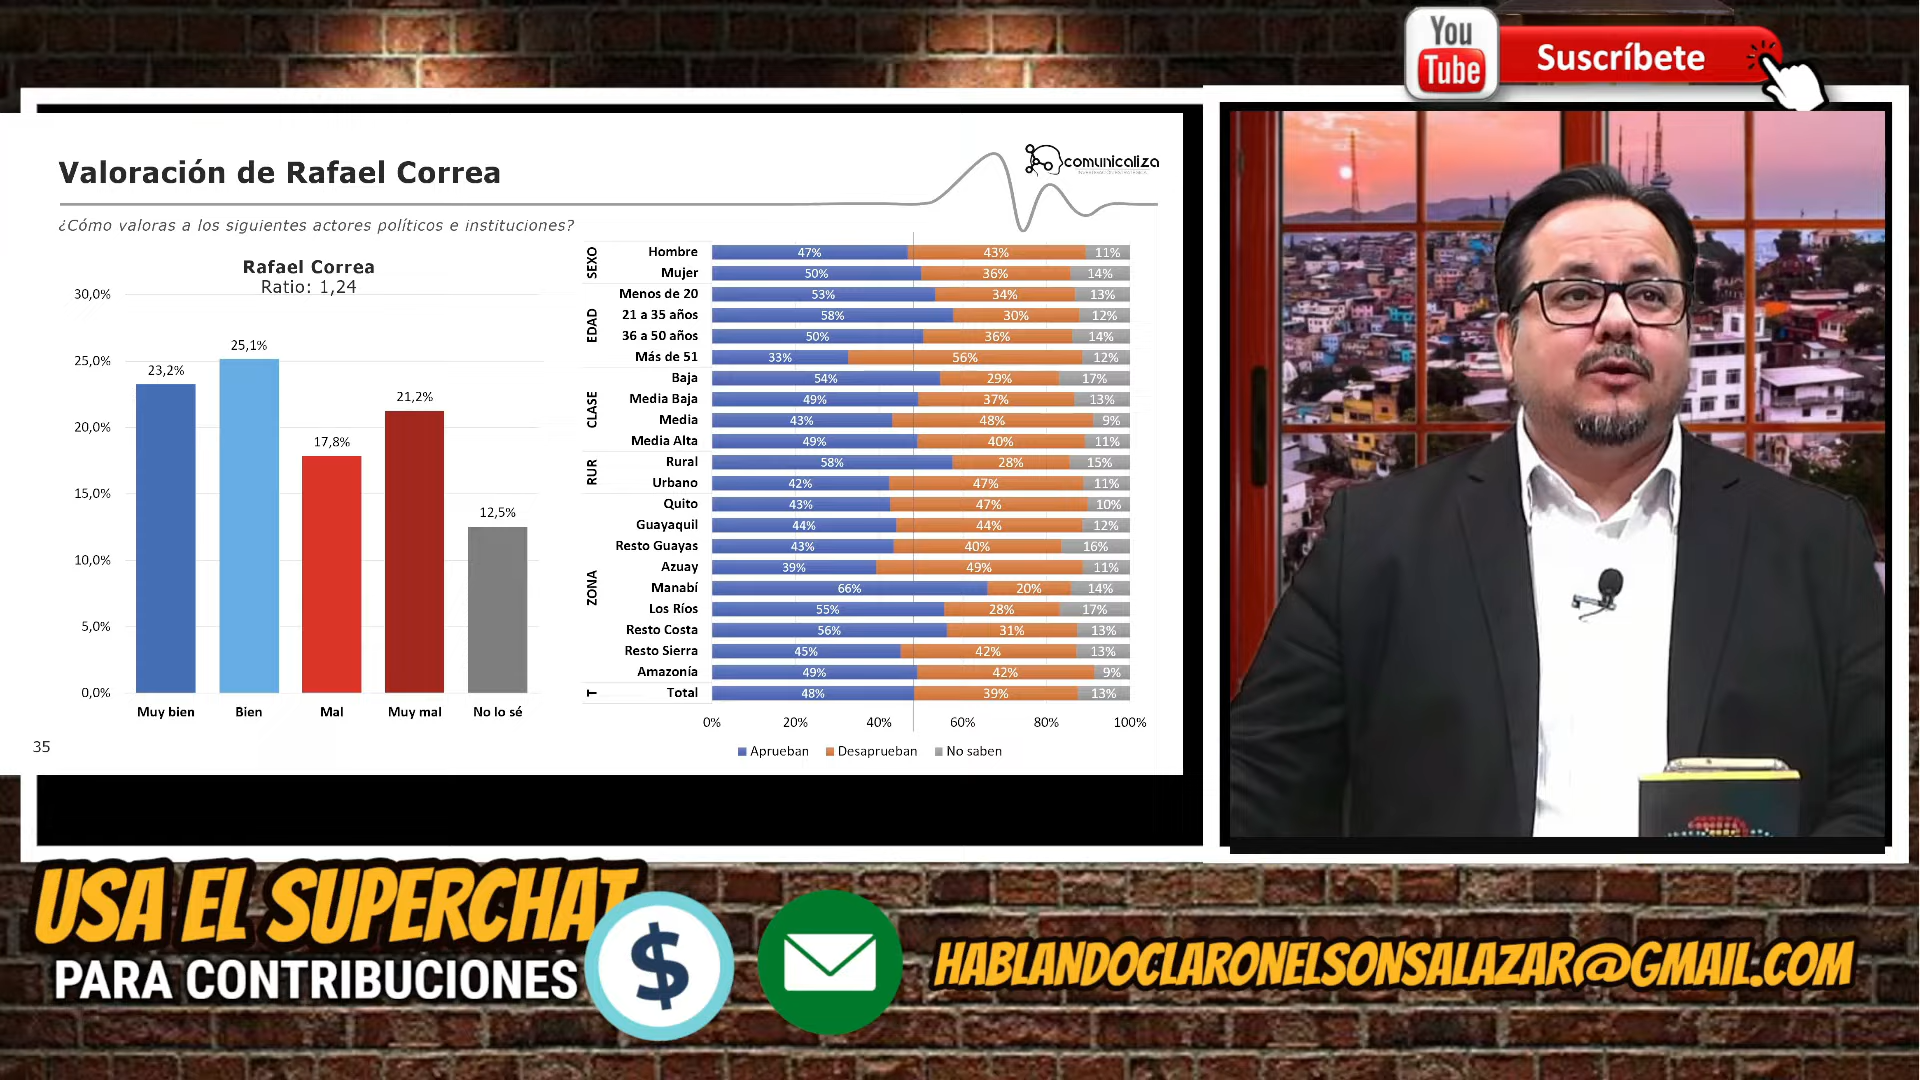 You
Tube
Suscríbete
Valoración de Rafael Correa
comunicaliza
¿Cómo valoras a los siguientes actores políticos e instituciones?
Rafael Correa
Ratio: 1,24
30,0%
25,0%
20,0%
15,0%
10,0%
5,0%
0,0%
23,2%
25,1%
17,8%
21,2%
12,5%
Muy bien Bien Mal Muy mal No lo sé
35
SEXO
Hombre 47% 43% 11%
Mujer 50% 36% 14%
EDAD
Menos de 20 53% 34% 13%
21 a 35 años 58% 30% 12%
36 a 50 años 50% 36% 14%
Más de 51 33% 56% 12%
CLASE
Baja 54% 29% 17%
Media Baja 49% 37% 13%
Media 43% 48% 9%
Media Alta 49% 40% 11%
RUR
Rural 58% 28% 15%
Urbano 42% 47% 11%
ZONA
Quito 43% 47% 10%
Guayaquil 44% 44% 12%
Resto Guayas 43% 40% 16%
Azuay 39% 49% 11%
Manabí 66% 20% 14%
Los Ríos 55% 28% 17%
Resto Costa 56% 31% 13%
Resto Sierra 45% 42% 13%
Amazonía 49% 42% 9%
T
Total 48% 39% 13%
0% 20% 40% 60% 80% 100%
Aprueban Desaprueban No saben
USA EL SUPERCHAT
PARA CONTRIBUCIONES
$
HABLANDOCLARONELSONSALAZAR@GMAIL.COM